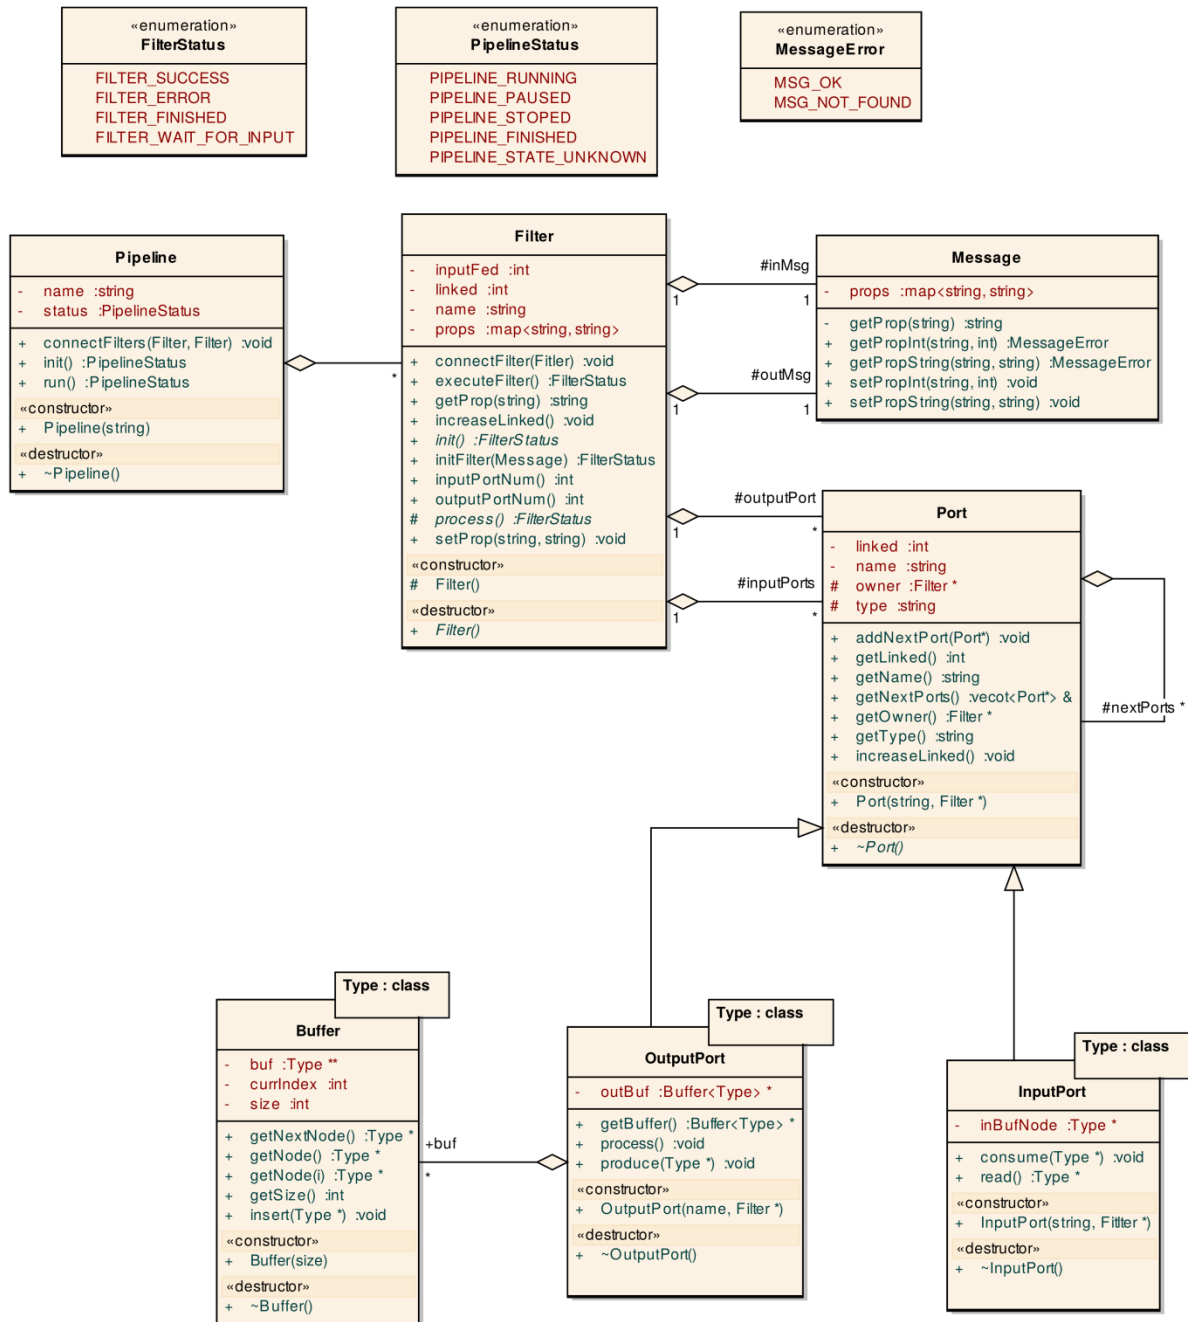 «enumeration»
FilterStatus
FILTER_SUCCESS
FILTER_ERROR
FILTER_FINISHED
FILTER_WAIT_FOR_INPUT
«enumeration»
PipelineStatus
PIPELINE_RUNNING
PIPELINE_PAUSED
PIPELINE_STOPED
PIPELINE_FINISHED
PIPELINE_STATE_UNKNOWN
«enumeration»
MessageError
MSG_OK
MSG_NOT_FOUND
Pipeline
- name :string
- status :PipelineStatus
+ connectFilters(Filter, Filter) :void
+ init() :PipelineStatus
+ run() :PipelineStatus
«constructor»
+ Pipeline(string)
«destructor»
+ ~Pipeline()
*
Filter
- inputFed :int
- linked :int
- name :string
- props :map<string, string>
+ connectFilter(Fitler) :void
+ executeFilter() :FilterStatus
+ getProp(string) :string
+ increaseLinked() :void
+ init() :FilterStatus
+ initFilter(Message) :FilterStatus
+ inputPortNum() :int
+ outputPortNum() :int
# process() :FilterStatus
+ setProp(string, string) :void
«constructor»
# Filter()
«destructor»
+ Filter()
#inMsg
1 1
#outMsg
1 1
#outputPort
1 *
#inputPorts
1 *
Message
- props :map<string, string>
- getProp(string) :string
+ getPropInt(string, int) :MessageError
+ getPropString(string, string) :MessageError
+ setPropInt(string, int) :void
+ setPropString(string, string) :void
Port
- linked :int
- name :string
# owner :Filter *
# type :string
+ addNextPort(Port*) :void
+ getLinked() :int
+ getName() :string
+ getNextPorts() :vecot<Port*> &
+ getOwner() :Filter *
+ getType() :string
+ increaseLinked() :void
«constructor»
+ Port(string, Filter *)
«destructor»
+ ~Port()
#nextPorts *
Type : class
Buffer
- buf :Type **
- currIndex :int
- size :int
+ getNextNode() :Type *
+ getNode() :Type *
+ getNode(i) :Type *
+ getSize() :int
+ insert(Type *) :void
«constructor»
+ Buffer(size)
«destructor»
+ ~Buffer()
+buf
*
Type : class
OutputPort
- outBuf :Buffer<Type> *
+ getBuffer() :Buffer<Type> *
+ process() :void
+ produce(Type *) :void
«constructor»
+ OutputPort(name, Filter *)
«destructor»
+ ~OutputPort()
Type : class
InputPort
- inBufNode :Type *
+ consume(Type *) :void
+ read() :Type *
«constructor»
+ InputPort(string, Fitlter *)
«destructor»
+ ~InputPort()